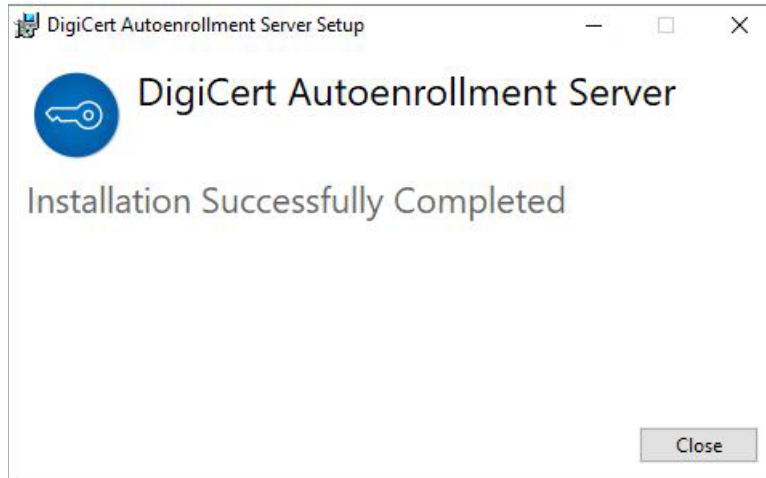 DigiCert Autoenrollment Server Setup
DigiCert Autoenrollment Server
Installation Successfully Completed
Close